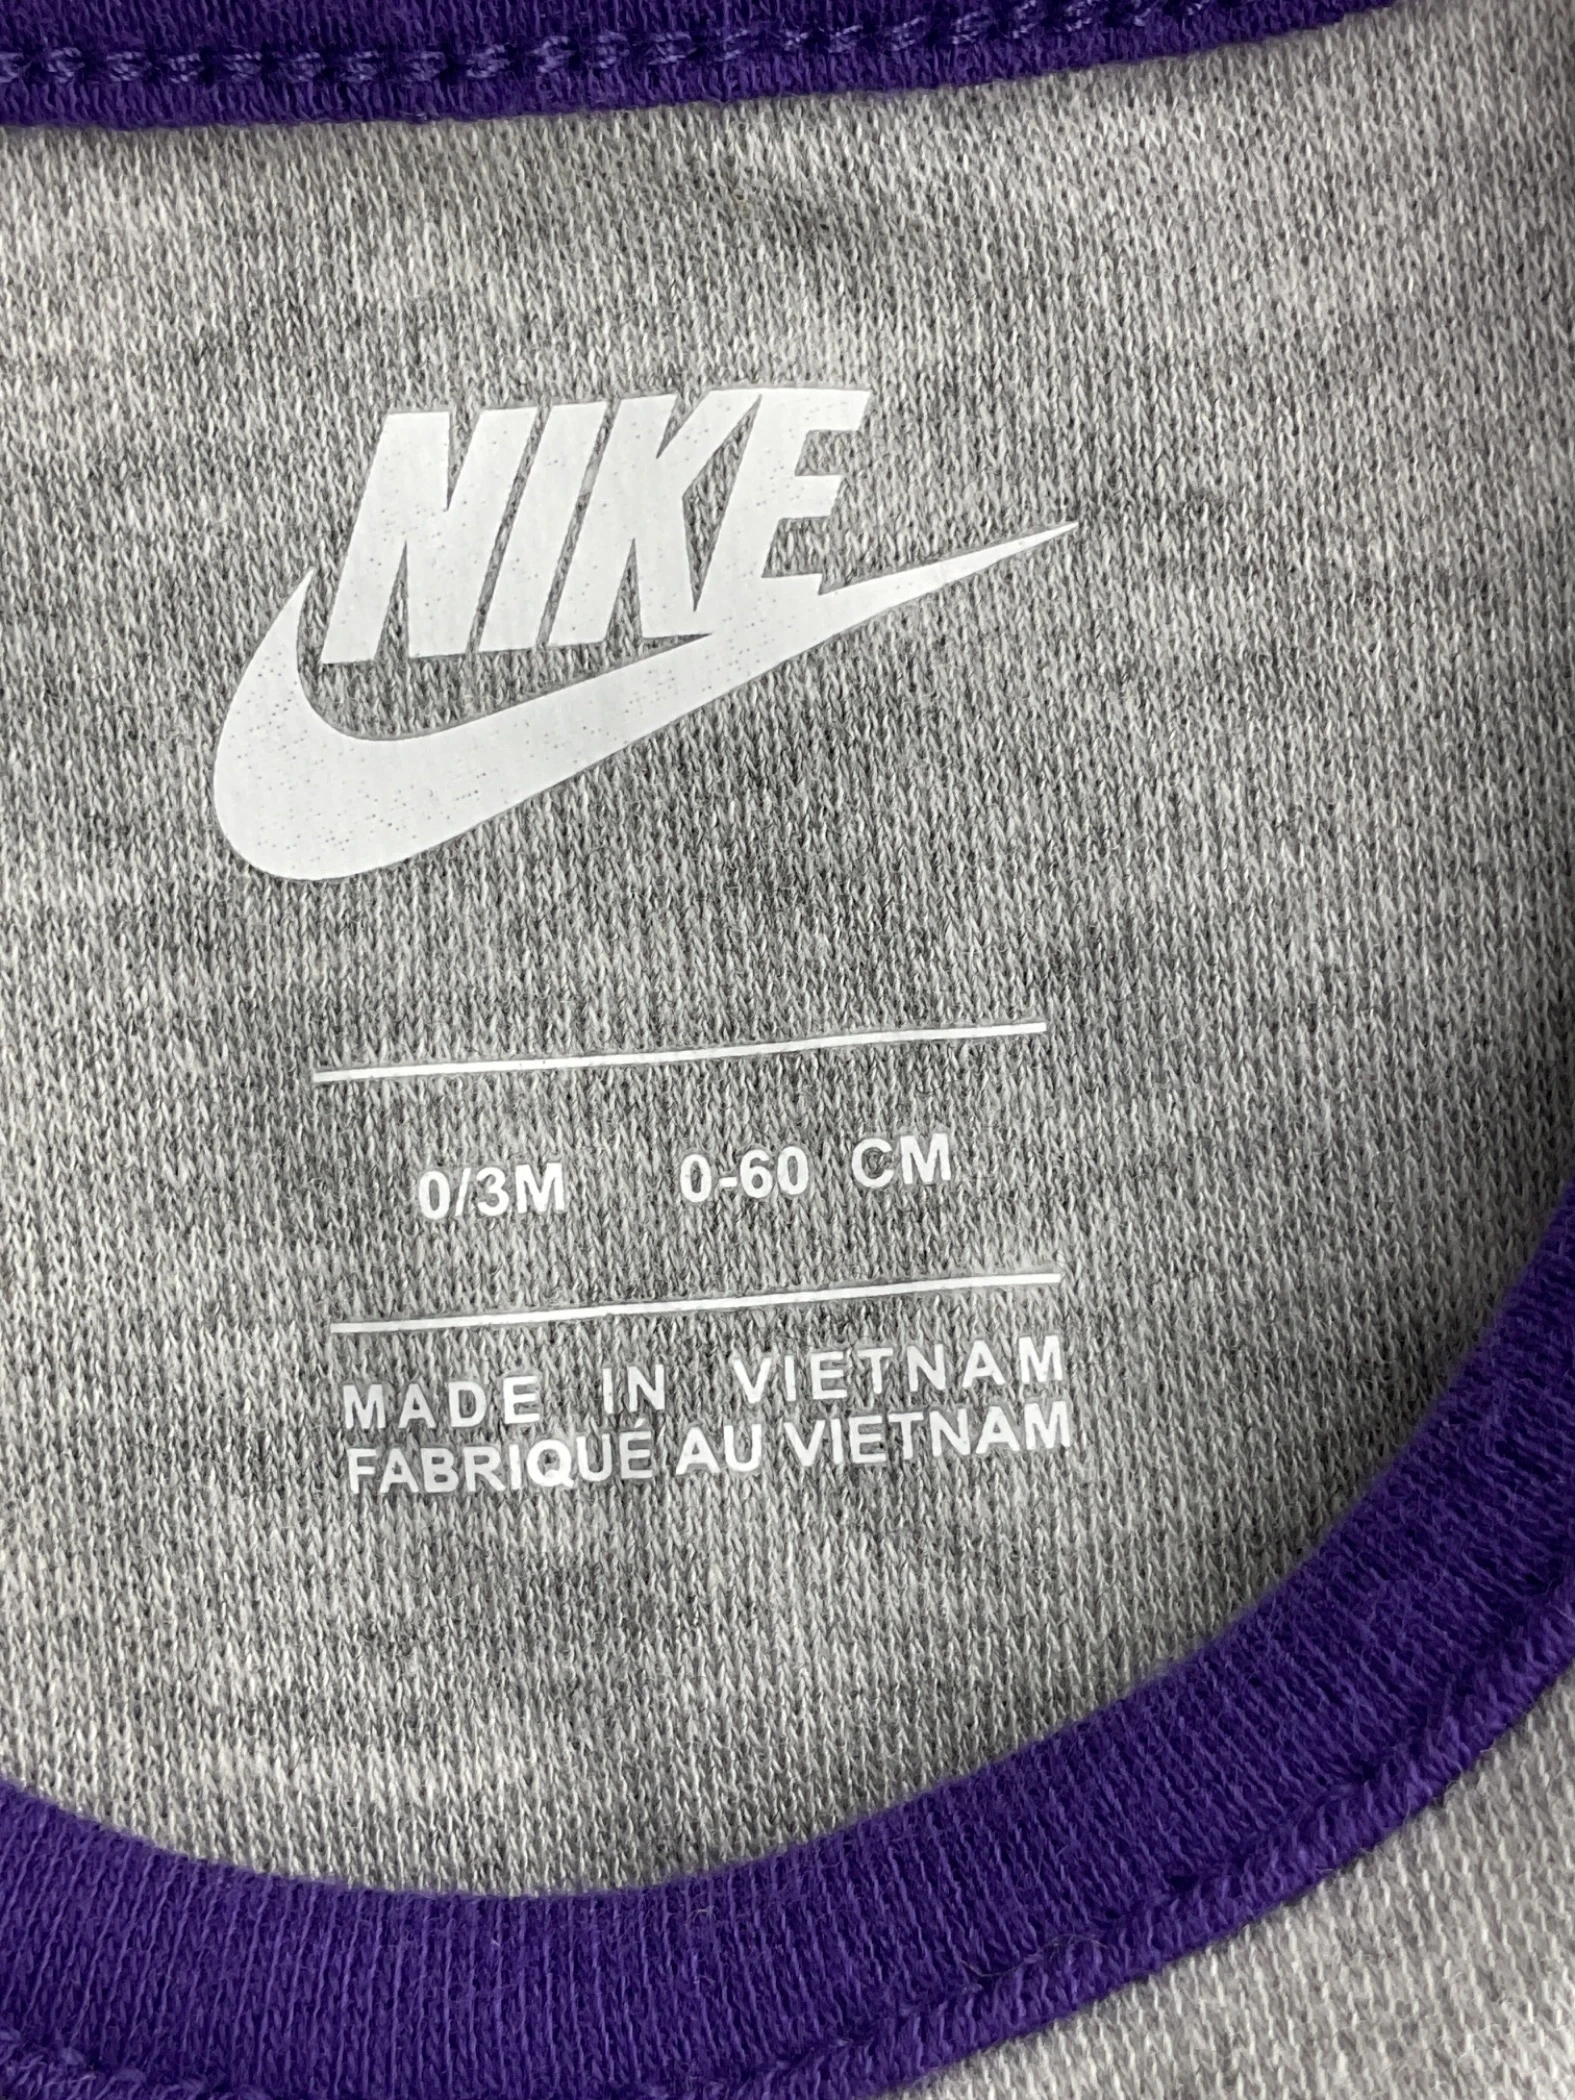 NIKE
0/3M 0-60 CM
MADE IN VIETNAM
FABRIQUÉ AU VIETNAM